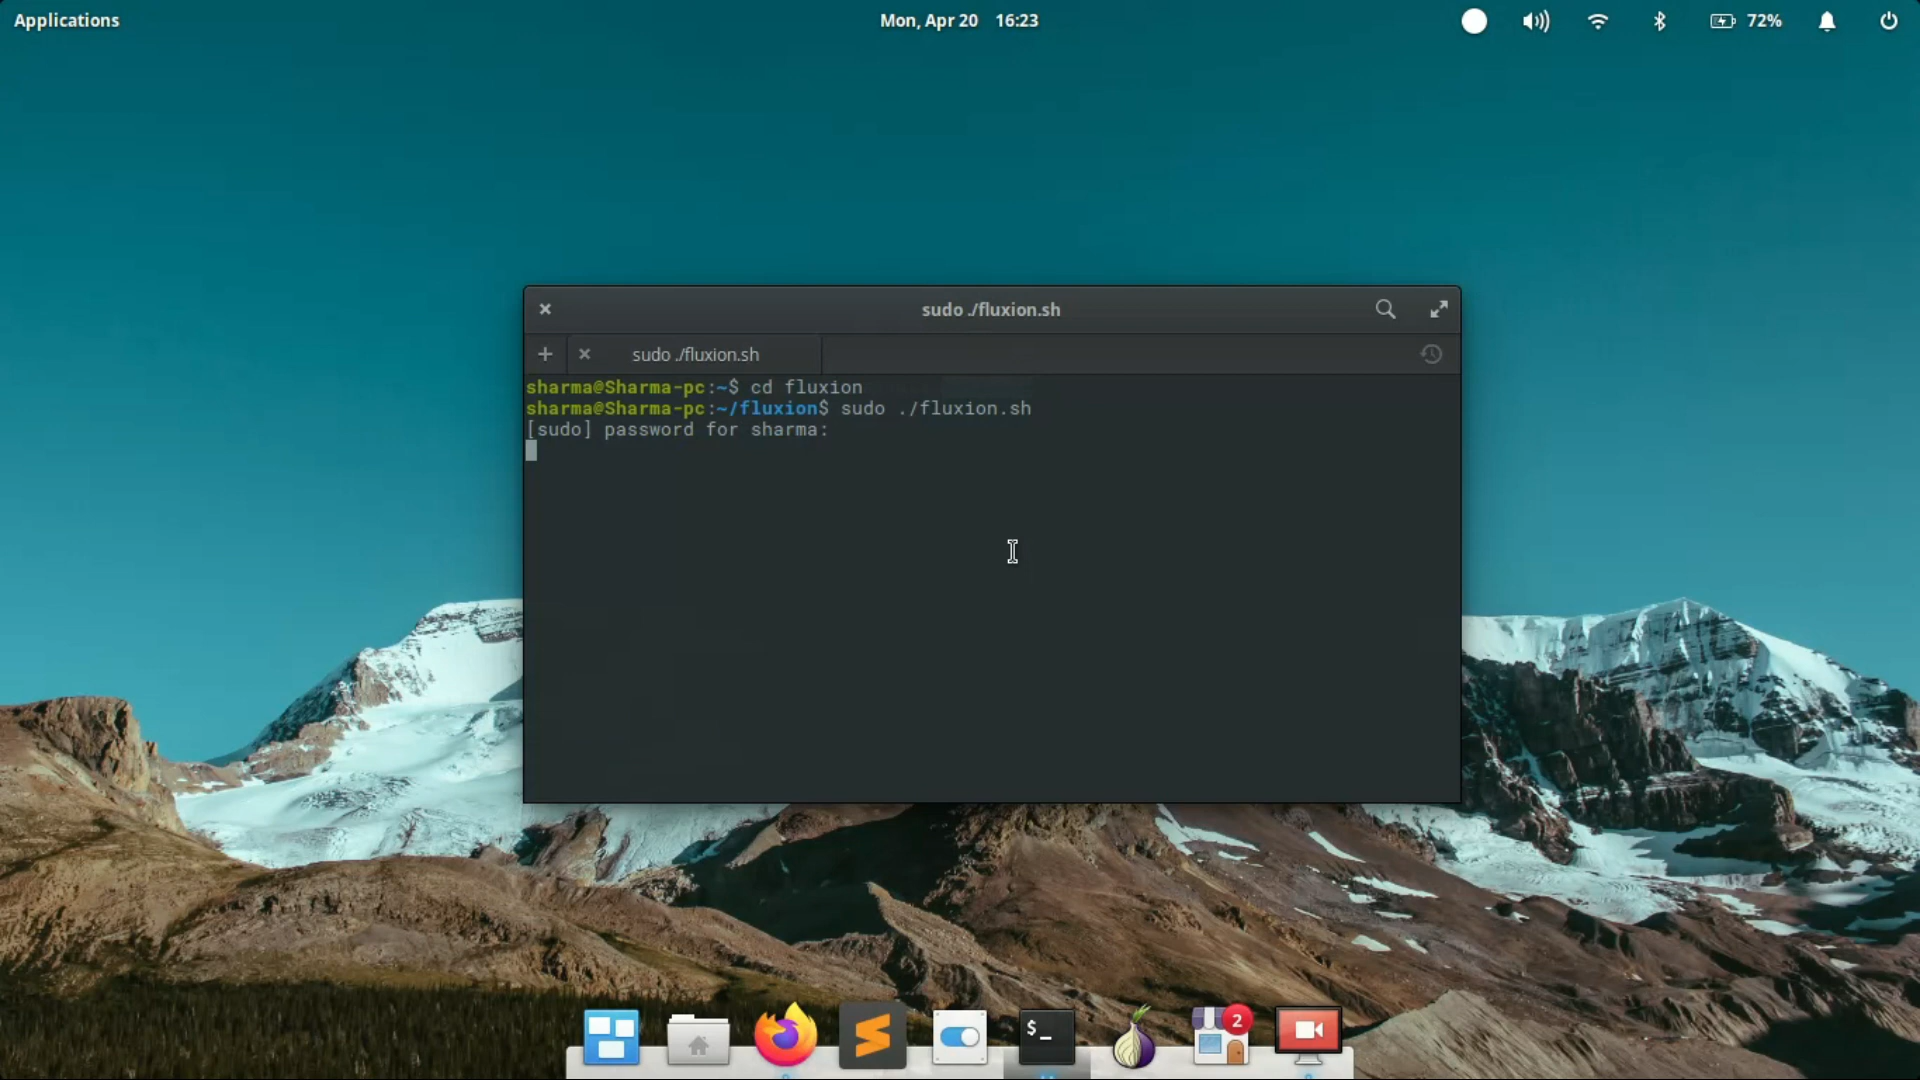 Applications
Mon, Apr 20 16:23
72%
sudo ./fluxion.sh
sudo ./fluxion.sh
sharma@Sharma-pc:~$ cd fluxion
sharma@Sharma-pc:~/fluxion$ sudo ./fluxion.sh
[sudo] password for sharma:
$ _
2